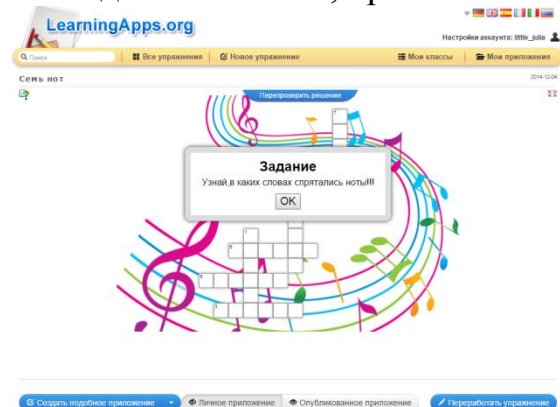 LearningApps.org
Настройки аккаунта: little_julia
Поиск Все упражнения Новое упражнение Мои классы Мои приложения
Семь нот
2014-12-04
Перепроверить решение
Задание
Узнай,в каких словах спрятались ноты!!!
OK
Создать подобное приложение Личное приложение Опубликованное приложение Переработать упражнение